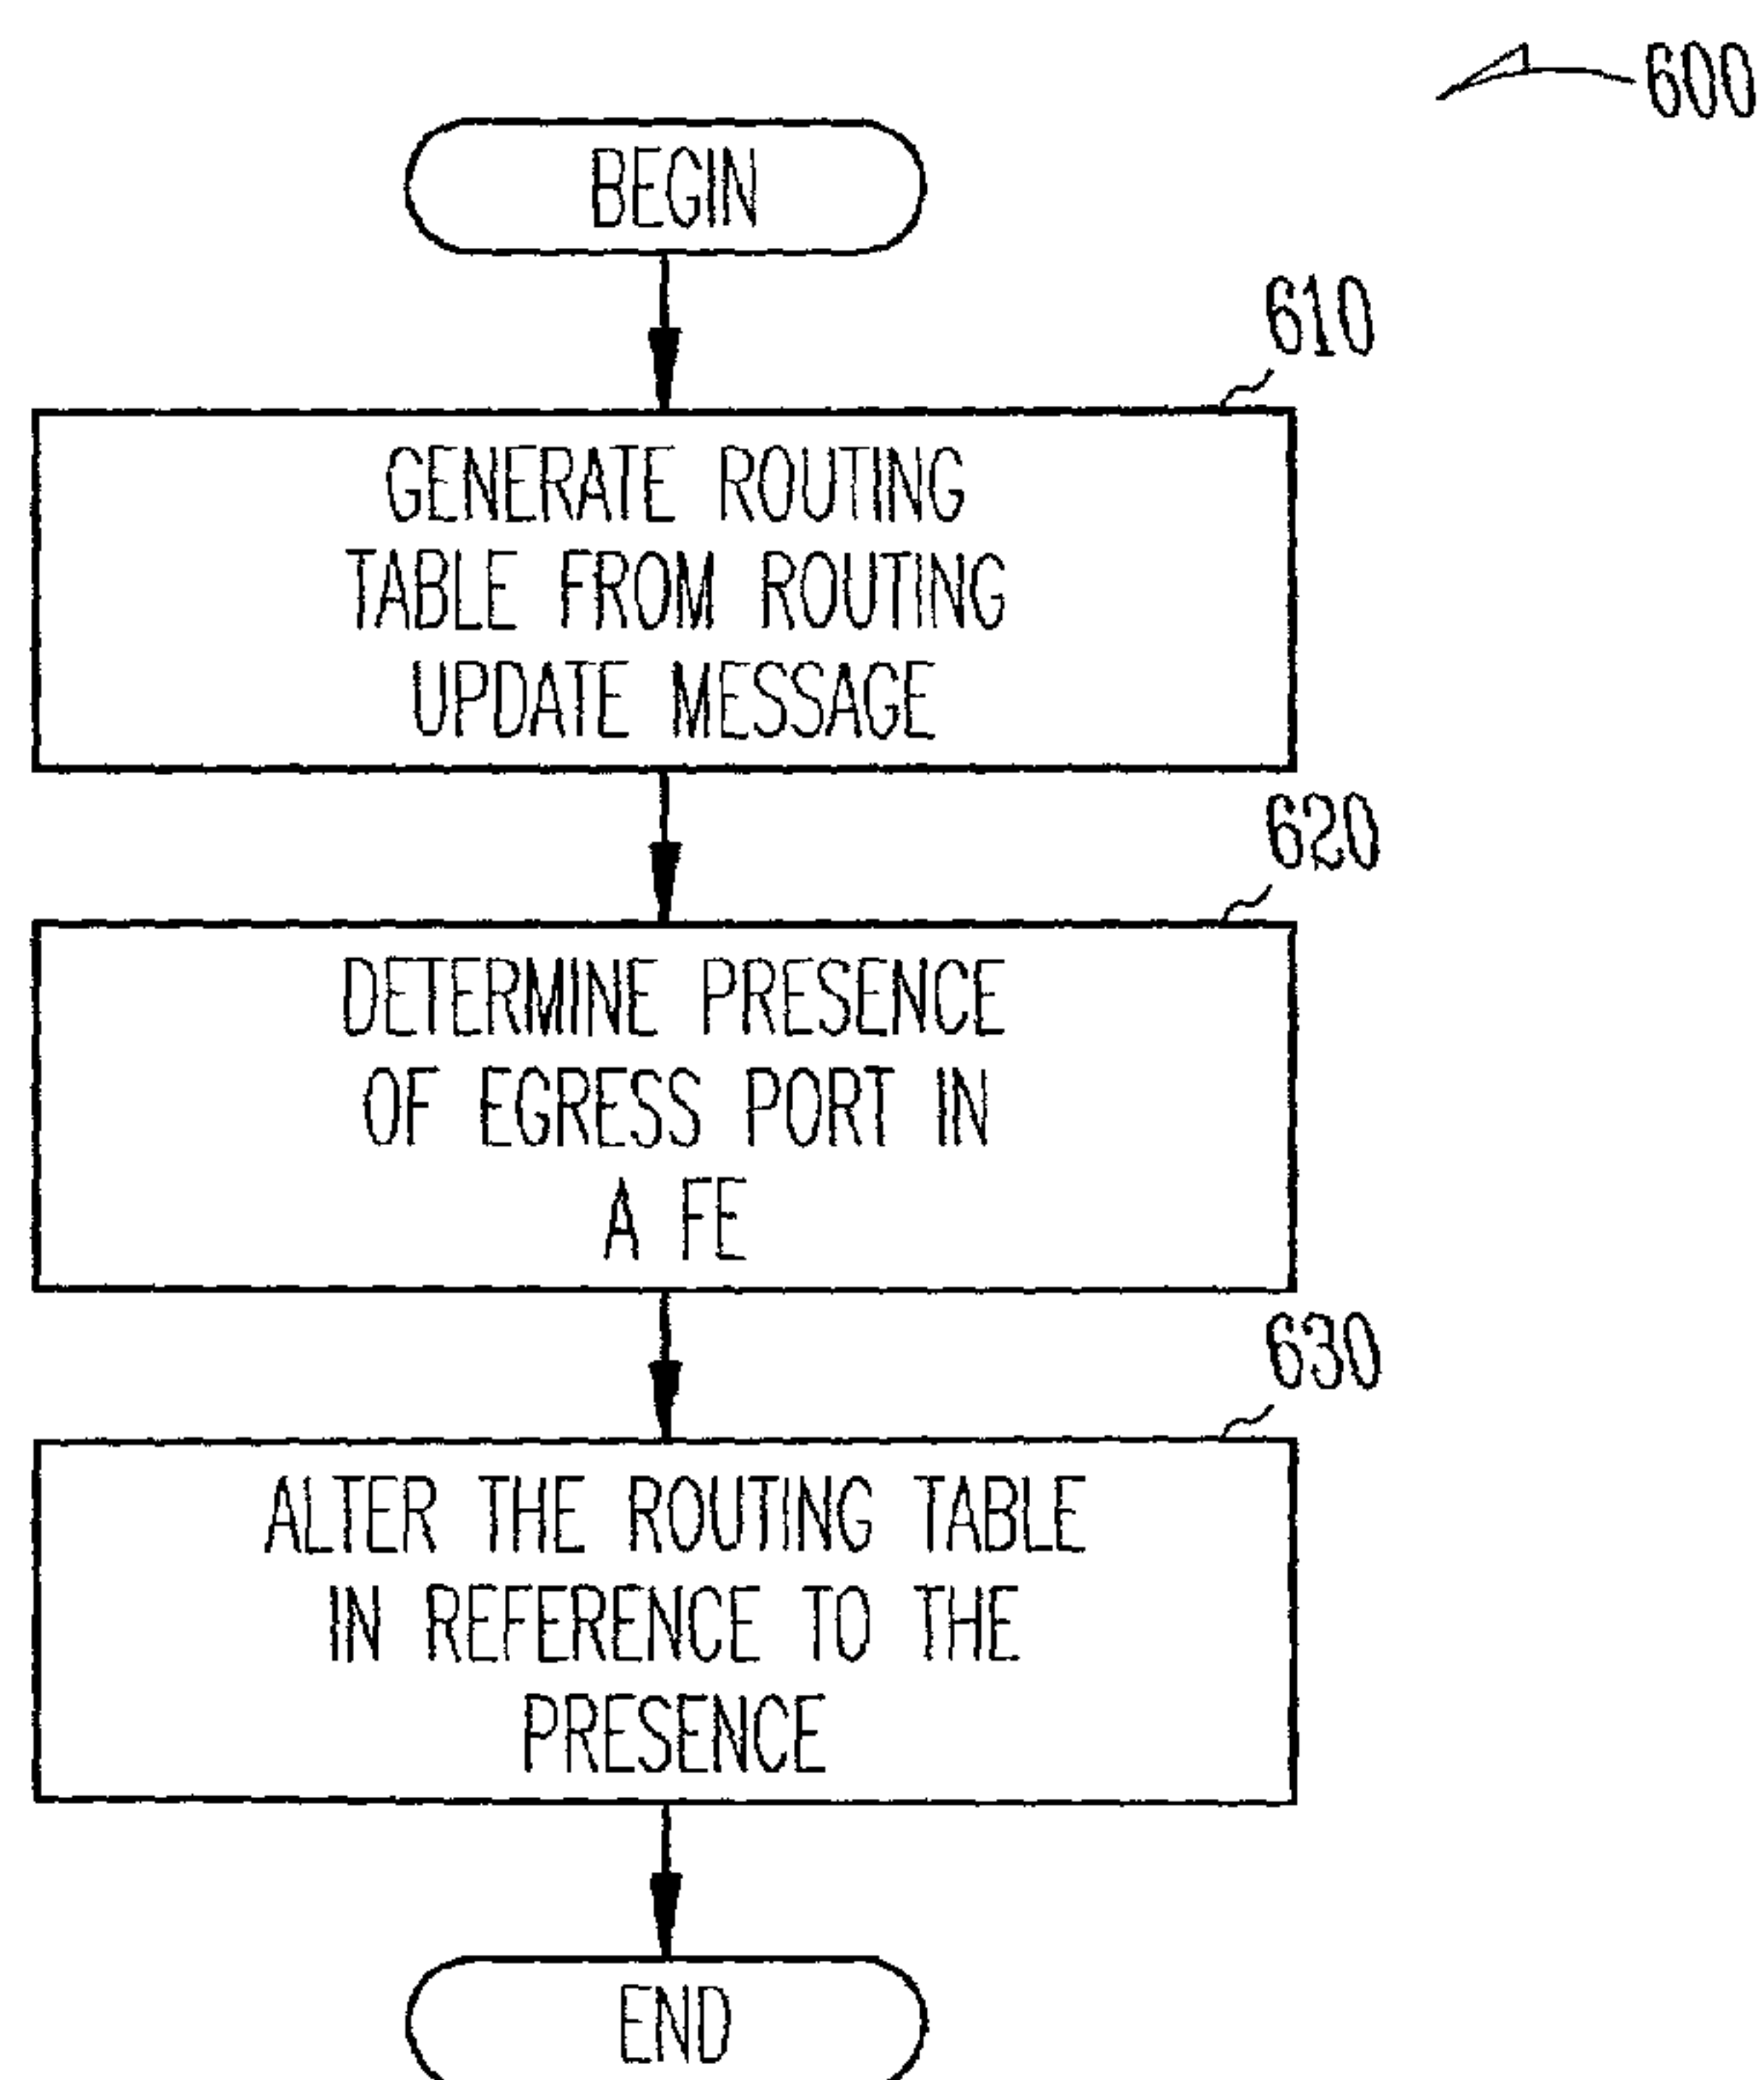 600
BEGIN
610
GENERATE ROUTING
TABLE FROM ROUTING
UPDATE MESSAGE
620
DETERMINE PRESENCE
OF EGRESS PORT IN
A FE
630
ALTER THE ROUTING TABLE
IN REFERENCE TO THE
PRESENCE
END